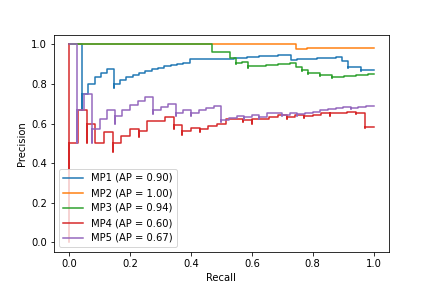 1.0
0.8
0.6
0.4
0.2
0.0
Precision
MP1 (AP = 0.90)
MP2 (AP = 1.00)
MP3 (AP = 0.94)
MP4 (AP = 0.60)
MP5 (AP = 0.67)
0.0 0.2 0.4 0.6 0.8 1.0
Recall